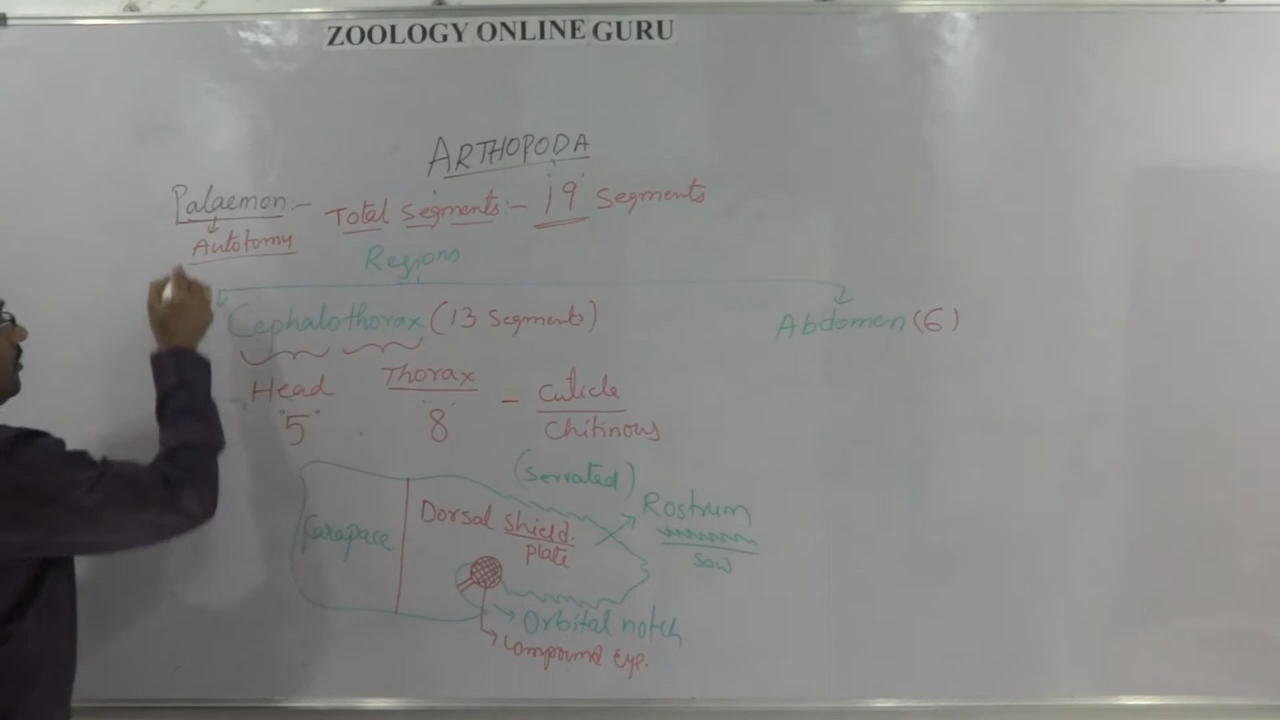 ZOOLOGY ONLINE GURU
ARTHOPODA
Palaemon:- Total Segments:- 19 Segments
Autotomy
Regions
Cephalothorax (13 Segments)
Abdomen (6)
Head Thorax - Cuticle
"5" "8" Chitinous
(Serrated)
Rostrum
Saw
Carapace
Dorsal Shield.
Plate
Orbital notch
Compound Eye.